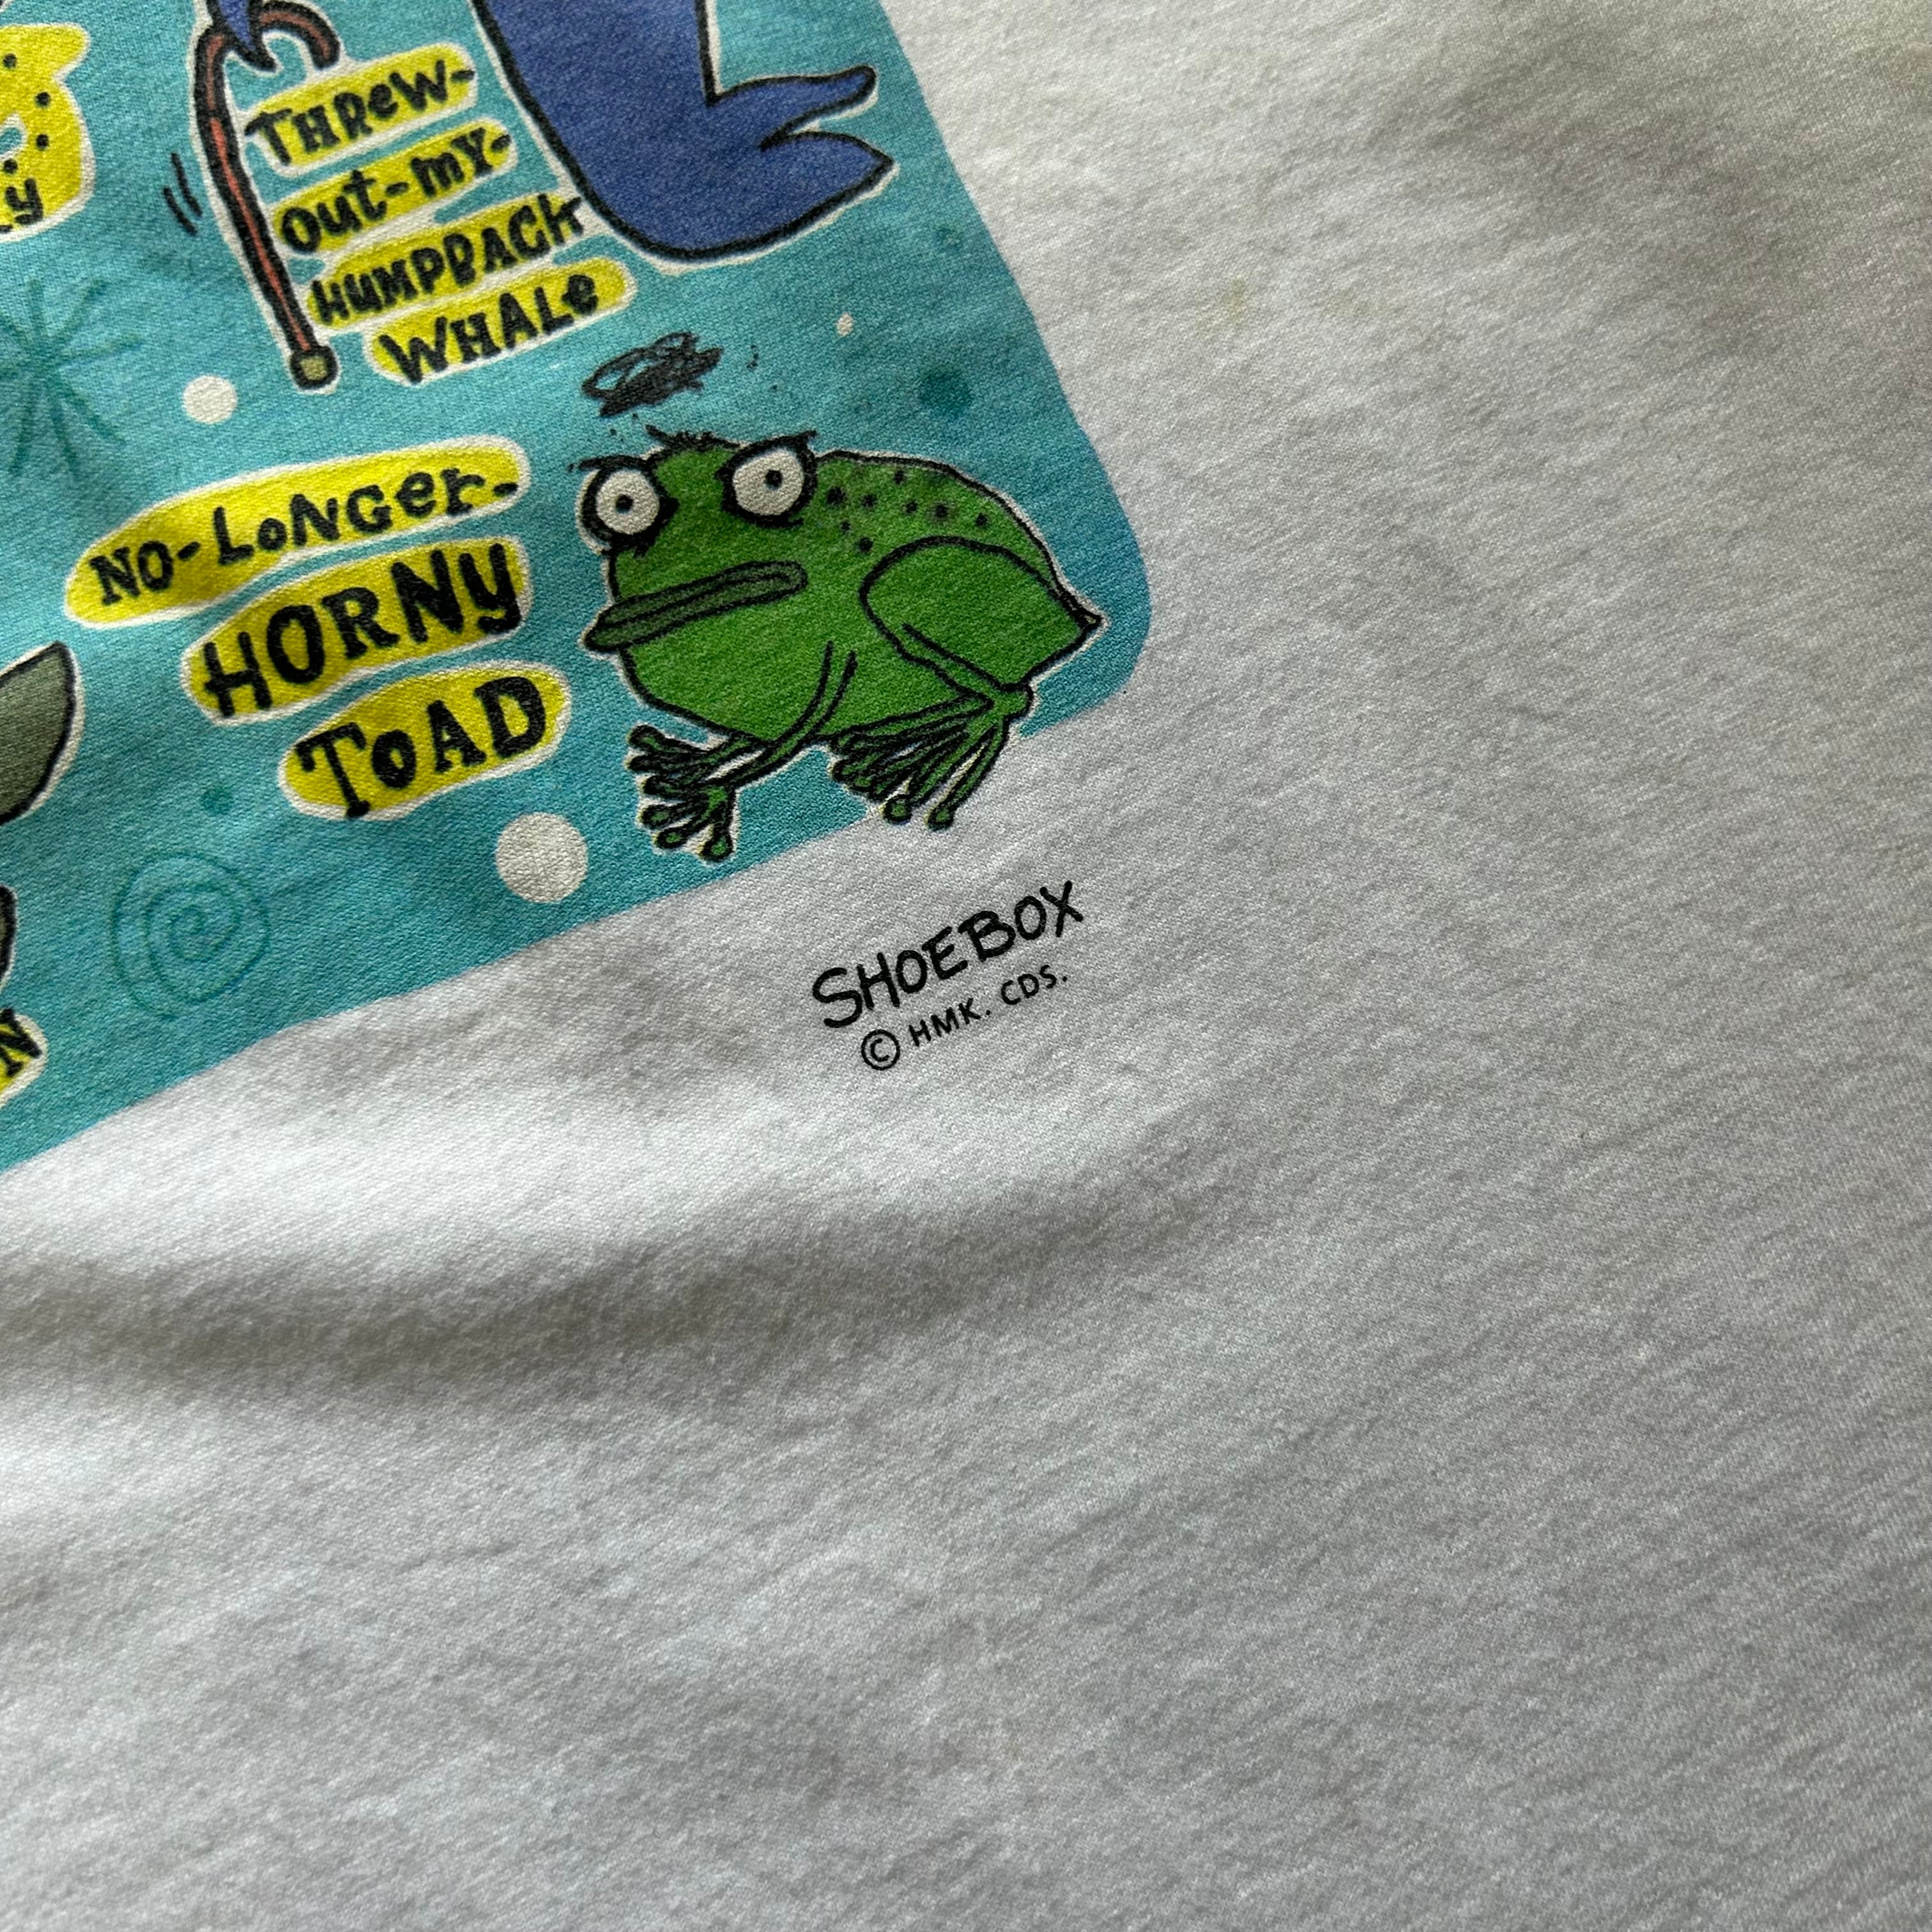 THREW-
OUT-MY-
HUMPBACK
WHALE
NO-LONGER-
HORNY
TOAD
SHOEBOX
© HMK. CDS.